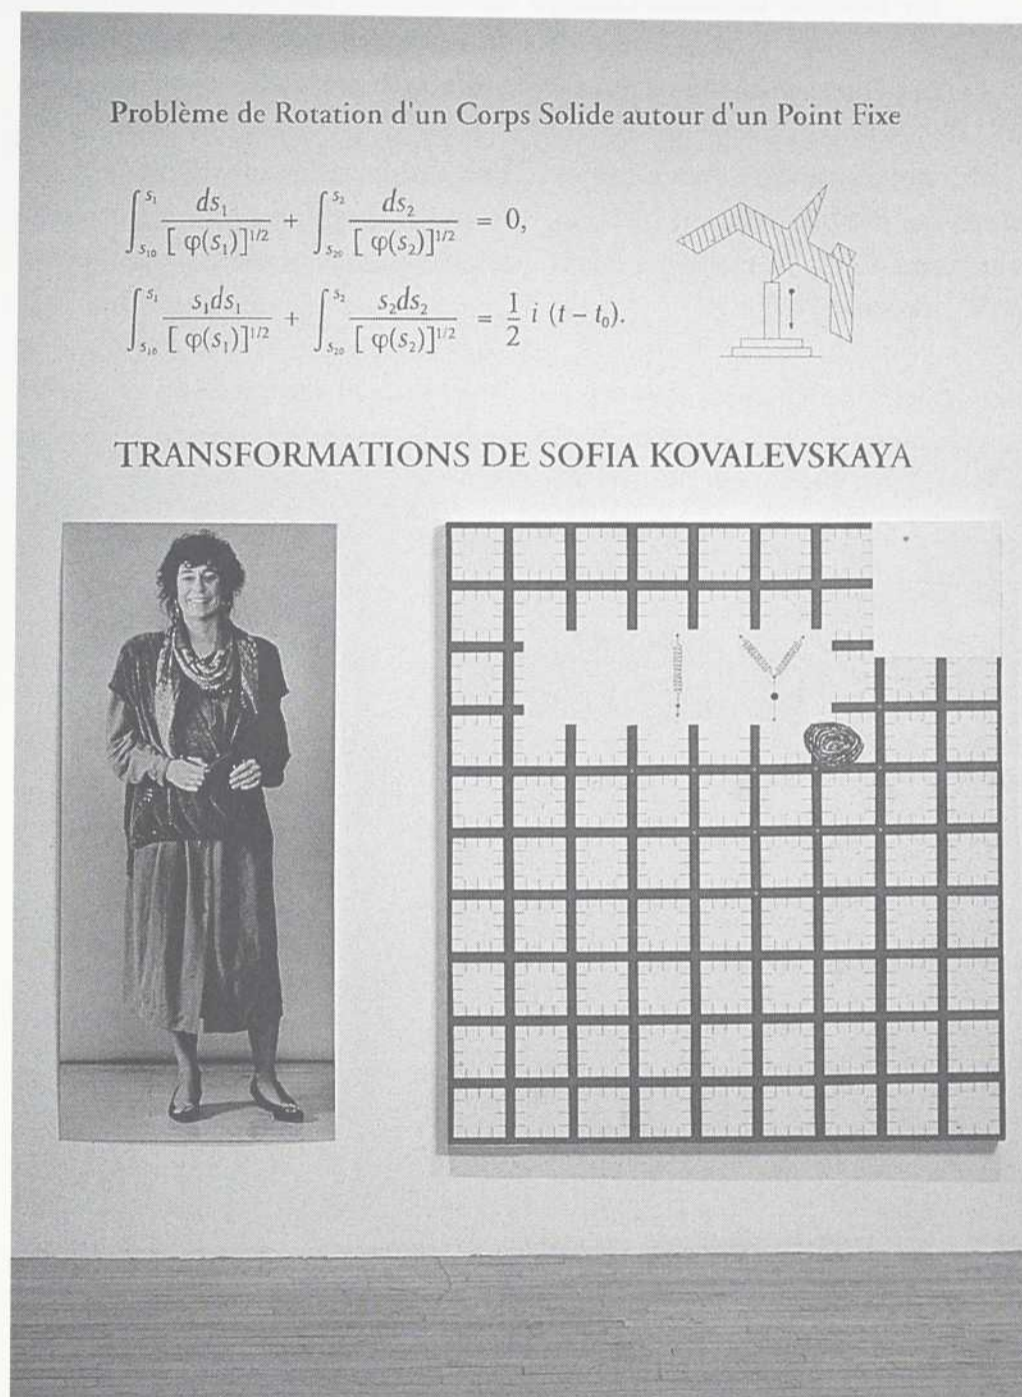 Problème de Rotation d'un Corps Solide autour d'un Point Fixe
∫_{s₁₀}^{s₁} ds₁ / [ φ(s₁)]^{1/2} + ∫_{s₂₀}^{s₂} ds₂ / [ φ(s₂)]^{1/2} = 0,
∫_{s₁₀}^{s₁} s₁ds₁ / [ φ(s₁)]^{1/2} + ∫_{s₂₀}^{s₂} s₂ds₂ / [ φ(s₂)]^{1/2} = 1/2 i (t – t₀).
TRANSFORMATIONS DE SOFIA KOVALEVSKAYA